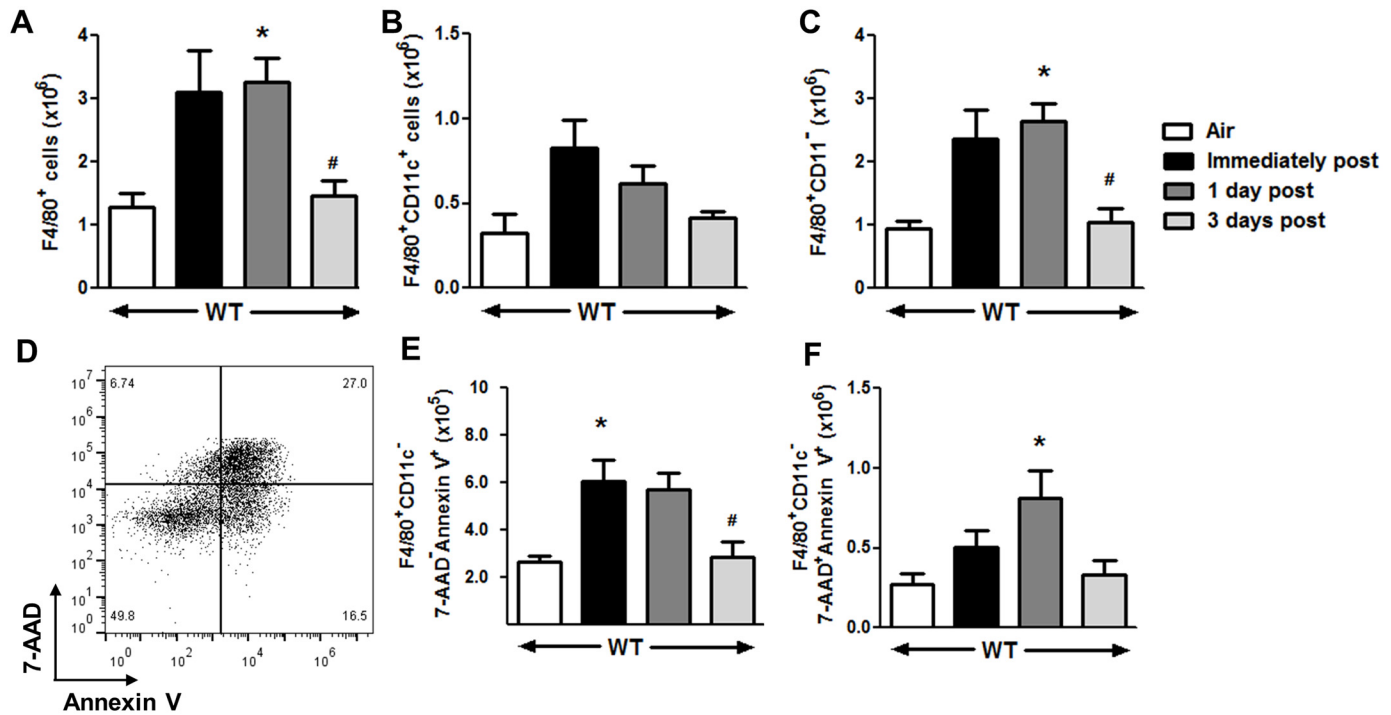 A
F4/80⁺ cells (x10⁶)
4
3
2
1
0
*
#
WT
B
F4/80⁺CD11c⁺ cells (x10⁶)
1.5
1.0
0.5
0.0
WT
C
F4/80⁺CD11⁻ (x10⁶)
4
3
2
1
0
*
#
WT
Air
Immediately post
1 day post
3 days post
D
7-AAD
10⁷
10⁶
10⁵
10⁴
10³
10²
10¹
10⁰
0
6.74
27.0
49.8
16.5
10⁰
10²
10⁴
10⁶
Annexin V
E
F4/80⁺CD11c⁻
7-AAD⁻Annexin V⁺ (x10⁵)
10
8.0
6.0
4.0
2.0
*
#
WT
F
F4/80⁺CD11c⁻
7-AAD⁺Annexin V⁺ (x10⁶)
1.5
1.0
0.5
0.0
*
WT